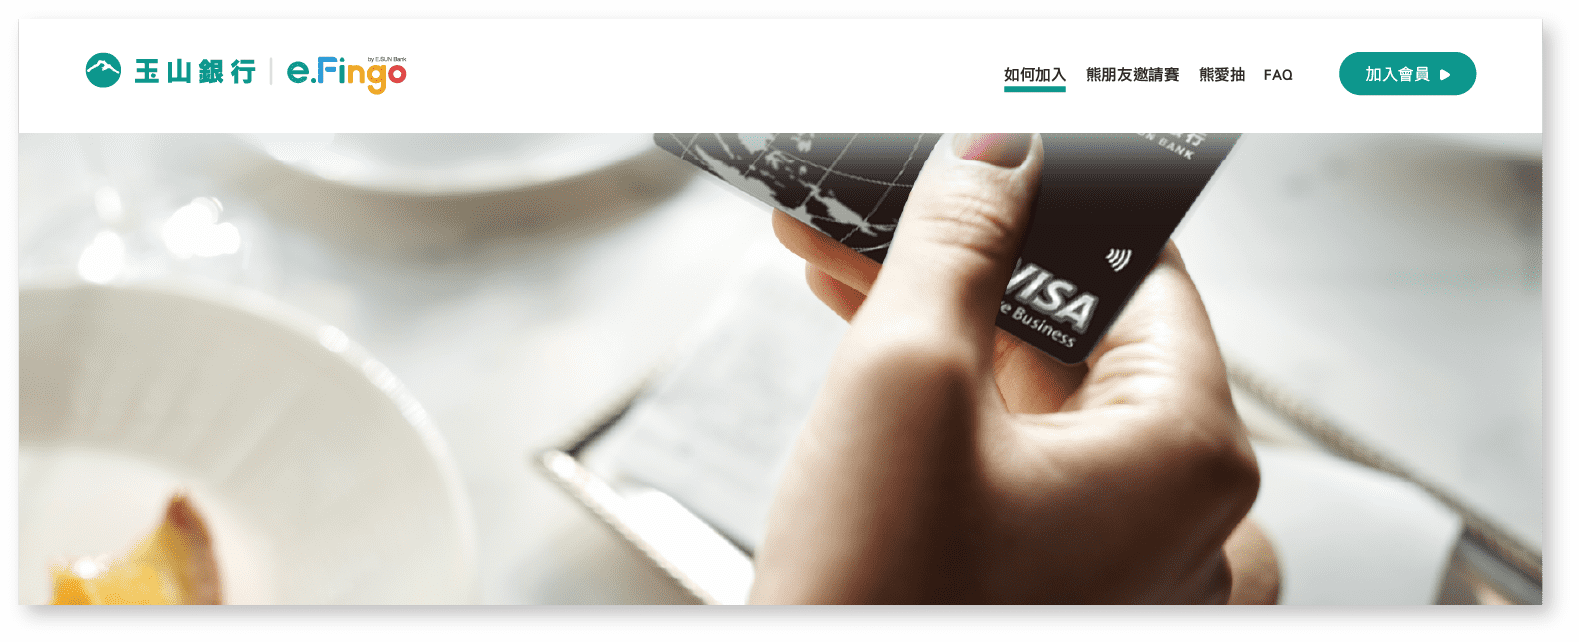 玉山銀行
e.Fingo
by E.SUN Bank
如何加入
熊朋友邀請賽
熊愛抽
FAQ
加入會員
行
BANK
VISA
Business